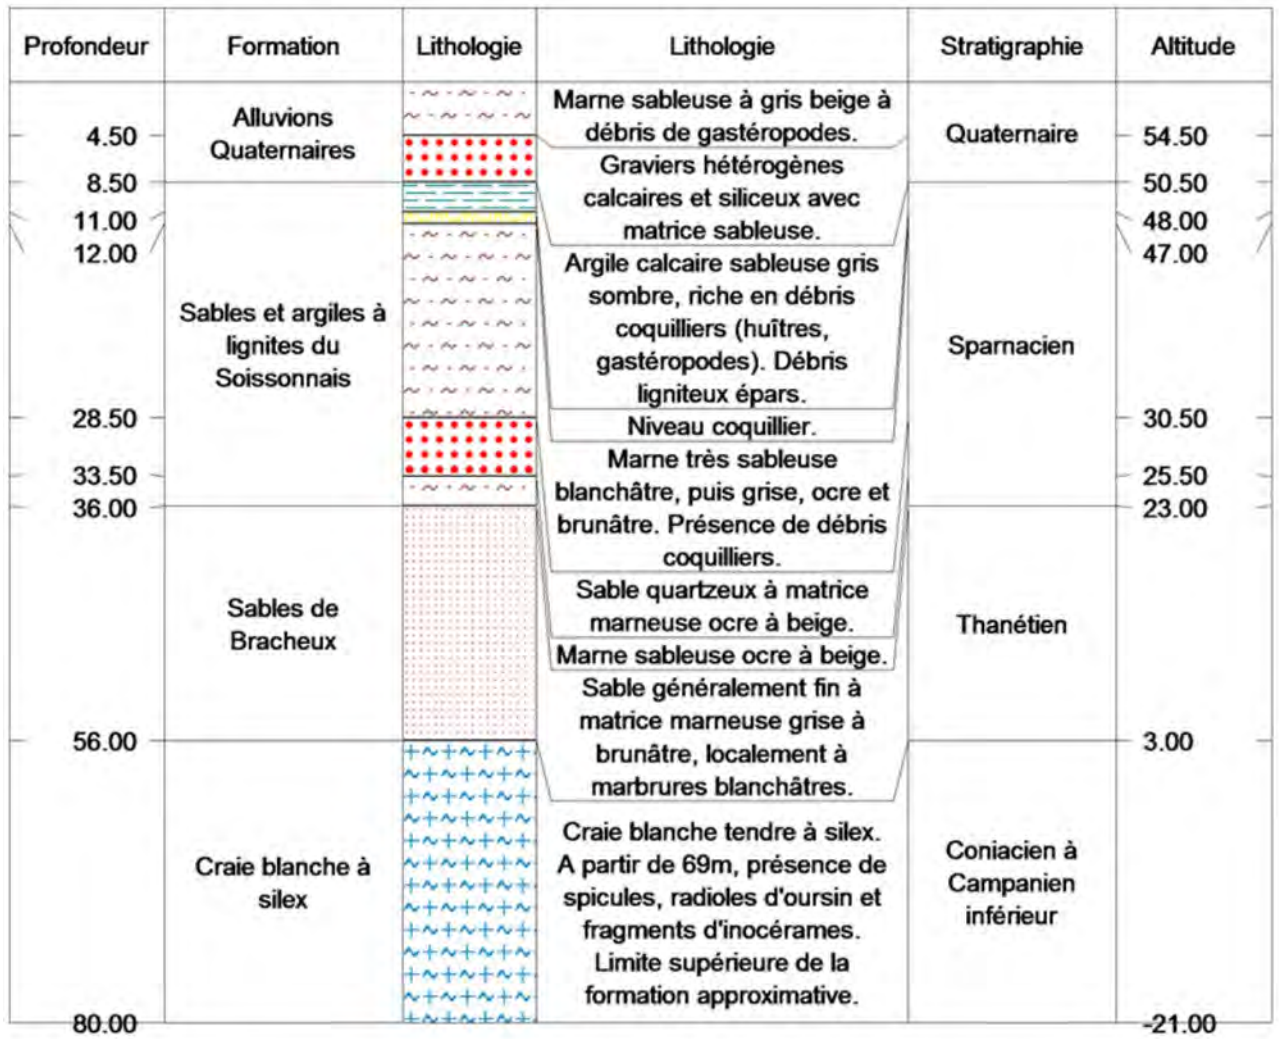 Profondeur
Formation
Lithologie
Lithologie
Stratigraphie
Altitude
Alluvions
Quaternaires
Marne sableuse à gris beige à
débris de gastéropodes.
Quaternaire
4.50
54.50
Graviers hétérogènes
calcaires et siliceux avec
matrice sableuse.
8.50
50.50
11.00
48.00
12.00
47.00
Sables et argiles à
lignites du
Soissonnais
Argile calcaire sableuse gris
sombre, riche en débris
coquilliers (huîtres,
gastéropodes). Débris
ligniteux épars.
Sparnacien
Niveau coquillier.
28.50
30.50
Marne très sableuse
blanchâtre, puis grise, ocre et
brunâtre. Présence de débris
coquilliers.
33.50
25.50
36.00
23.00
Sables de
Bracheux
Sable quartzeux à matrice
marneuse ocre à beige.
Marne sableuse ocre à beige.
Thanétien
Sable généralement fin à
matrice marneuse grise à
brunâtre, localement à
marbrures blanchâtres.
56.00
3.00
Craie blanche à
silex
Craie blanche tendre à silex.
A partir de 69m, présence de
spicules, radioles d'oursin et
fragments d'inocérames.
Limite supérieure de la
formation approximative.
Coniacien à
Campanien
inférieur
80.00
-21.00